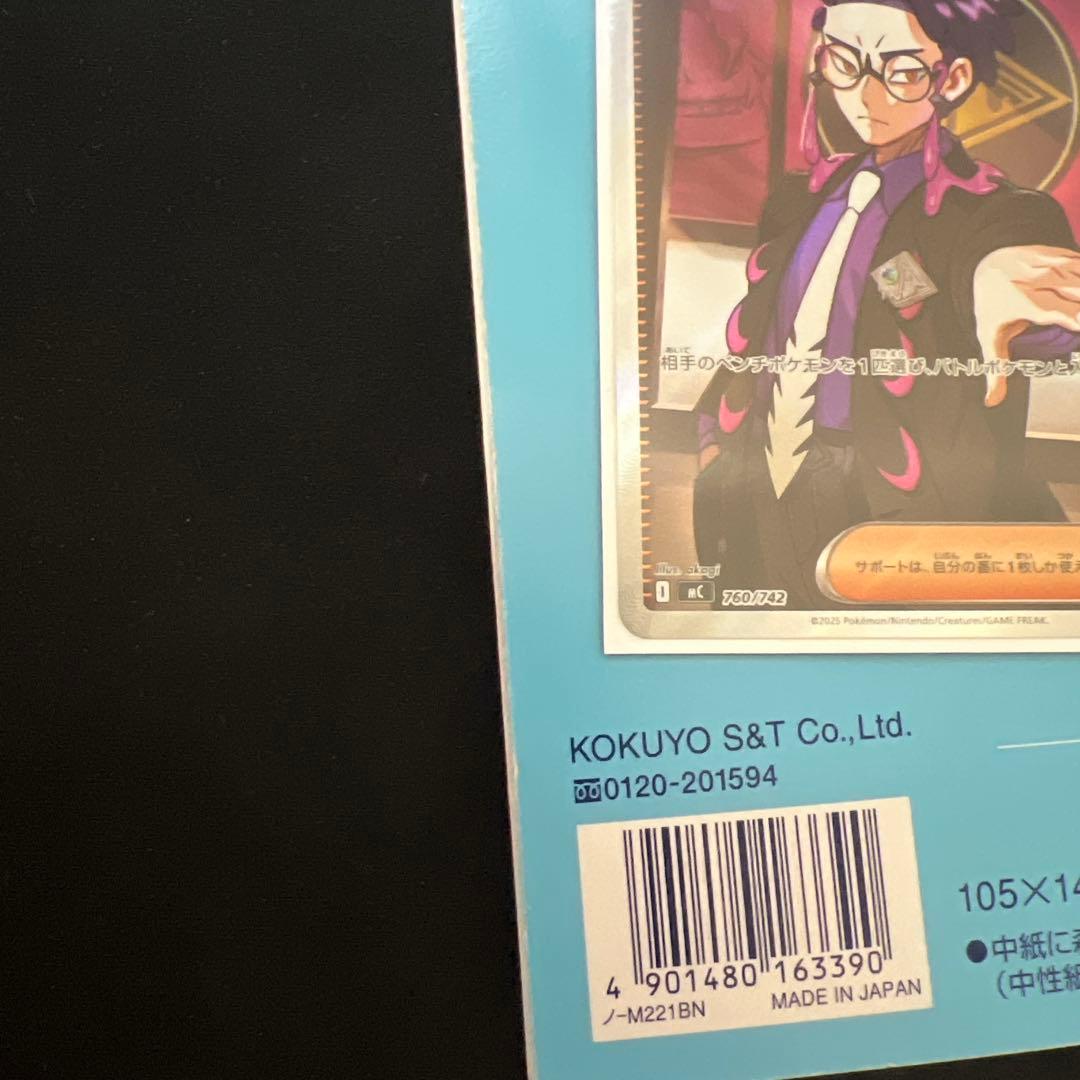 相手のベンチポケモンを1匹選び、バトルポケモンと入
サポートは、自分の番に1枚しか使え
Illus. akagi
I mC 760/742
©2025 Pokémon/Nintendo/Creatures/GAME FREAK.
KOKUYO S&T Co.,Ltd.
0120-201594
105×14
●中紙に
(中性紙
4 901480 163390
ノ-M221BN MADE IN JAPAN